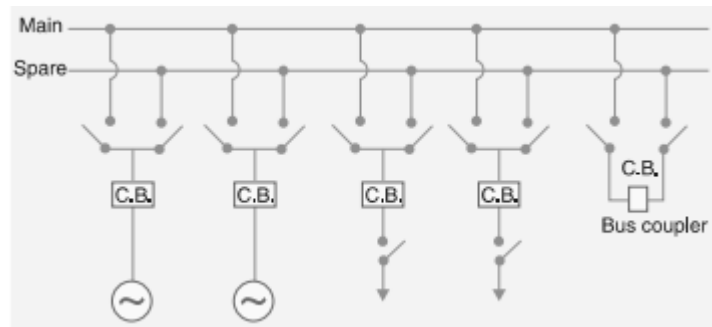 Main
Spare
C.B.
C.B. C.B. C.B. C.B.
Bus coupler